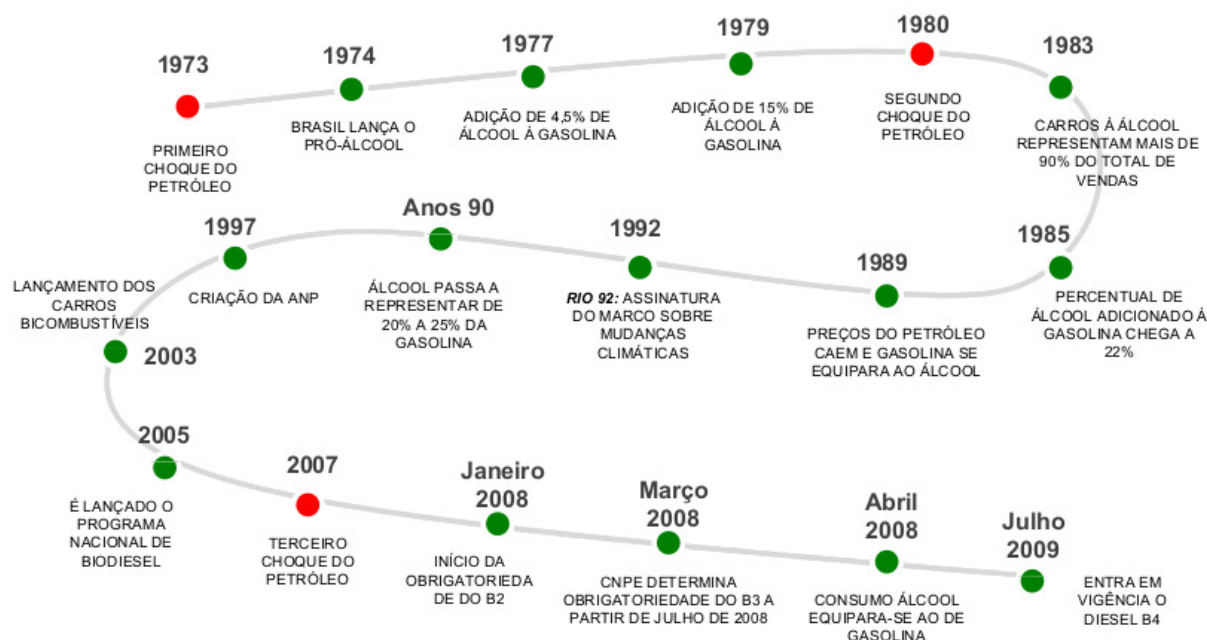 1973
PRIMEIRO
CHOQUE DO
PETRÓLEO
1974
BRASIL LANÇA O
PRÓ-ÁLCOOL
1977
ADIÇÃO DE 4,5% DE
ÁLCOOL À GASOLINA
1979
ADIÇÃO DE 15% DE
ÁLCOOL À
GASOLINA
1980
SEGUNDO
CHOQUE DO
PETRÓLEO
1983
CARROS À ÁLCOOL
REPRESENTAM MAIS DE
90% DO TOTAL DE
VENDAS
1985
PERCENTUAL DE
ÁLCOOL ADICIONADO À
GASOLINA CHEGA A
22%
1989
PREÇOS DO PETRÓLEO
CAEM E GASOLINA SE
EQUIPARA AO ÁLCOOL
1992
RIO 92: ASSINATURA
DO MARCO SOBRE
MUDANÇAS
CLIMÁTICAS
Anos 90
ÁLCOOL PASSA A
REPRESENTAR DE
20% A 25% DA
GASOLINA
1997
CRIAÇÃO DA ANP
LANÇAMENTO DOS
CARROS
BICOMBUSTÍVEIS
2003
2005
É LANÇADO O
PROGRAMA
NACIONAL DE
BIODIESEL
2007
TERCEIRO
CHOQUE DO
PETRÓLEO
Janeiro
2008
INÍCIO DA
OBRIGATORIEDA
DE DO B2
Março
2008
CNPE DETERMINA
OBRIGATORIEDADE DO B3 A
PARTIR DE JULHO DE 2008
Abril
2008
CONSUMO ÁLCOOL
EQUIPARA-SE AO DE
GASOLINA
Julho
2009
ENTRA EM
VIGÊNCIA O
DIESEL B4